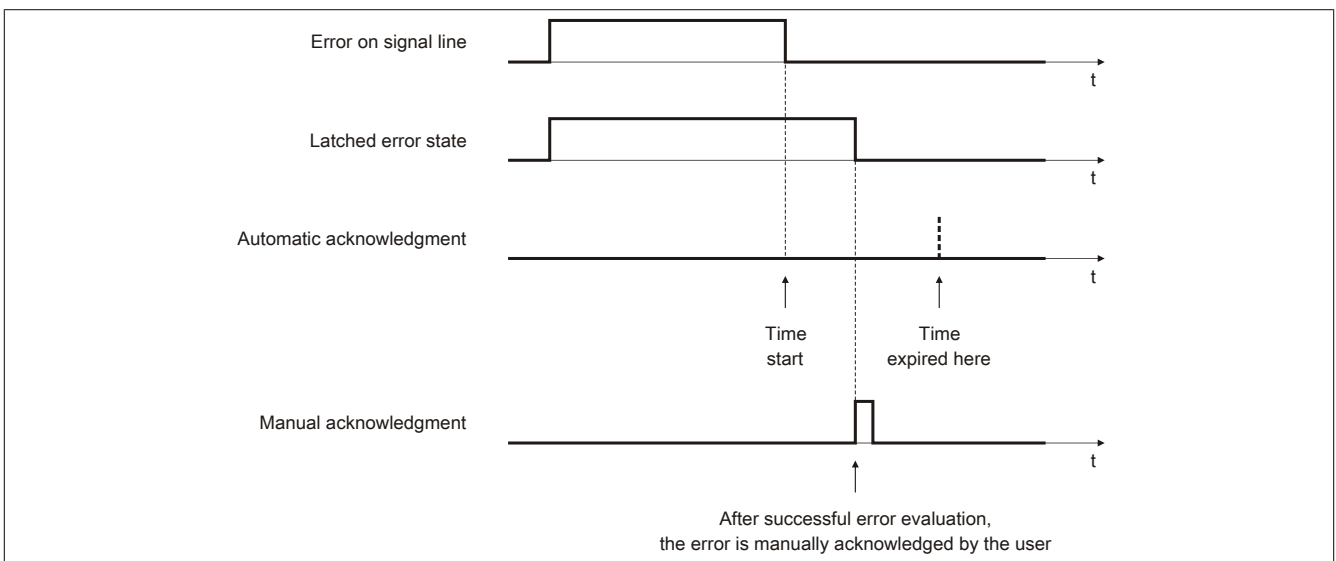 Error on signal line
t
Latched error state
t
Automatic acknowledgment
t
Time
start
Time
expired here
Manual acknowledgment
t
After successful error evaluation,
the error is manually acknowledged by the user